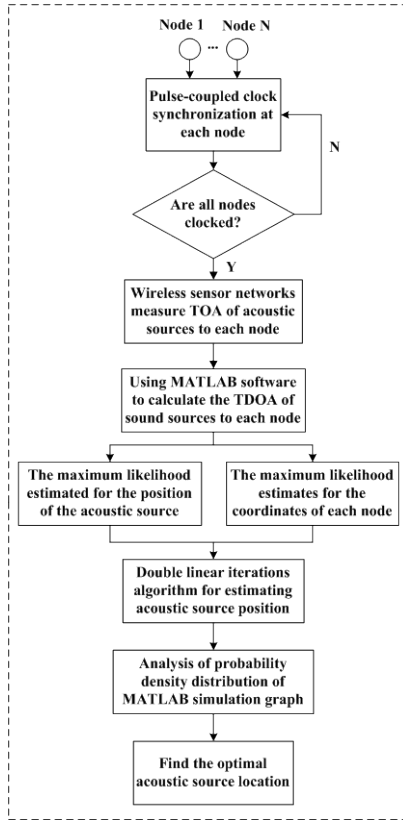 Node 1 ... Node N
Pulse-coupled clock
synchronization at
each node
N
Are all nodes
clocked?
Y
Wireless sensor networks
measure TOA of acoustic
sources to each node
Using MATLAB software
to calculate the TDOA of
sound sources to each node
The maximum likelihood
estimated for the position
of the acoustic source
The maximum likelihood
estimates for the
coordinates of each node
Double linear iterations
algorithm for estimating
acoustic source position
Analysis of probability
density distribution of
MATLAB simulation graph
Find the optimal
acoustic source location